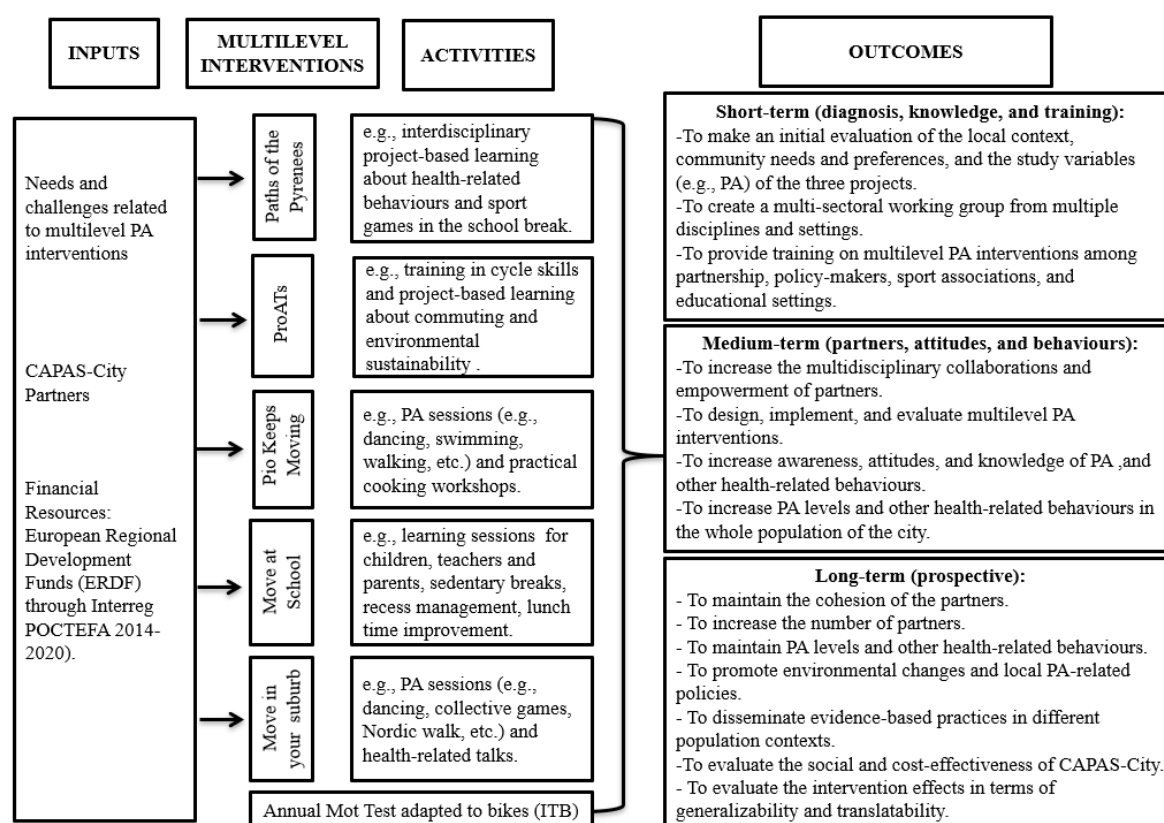 INPUTS
MULTILEVEL
INTERVENTIONS
ACTIVITIES
OUTCOMES
Needs and
challenges related
to multilevel PA
interventions
CAPAS-City
Partners
Financial
Resources:
European Regional
Development
Funds (ERDF)
through Interreg
POCTEFA 2014-
2020).
Paths of the
Pyrenees
e.g., interdisciplinary
project-based learning
about health-related
behaviours and sport
games in the school break.
ProATs
e.g., training in cycle skills
and project-based learning
about commuting and
environmental
sustainability .
Pio Keeps
Moving
e.g., PA sessions (e.g.,
dancing, swimming,
walking, etc.) and practical
cooking workshops.
Move at
School
e.g., learning sessions for
children, teachers and
parents, sedentary breaks,
recess management, lunch
time improvement.
Move in
your suburb
e.g., PA sessions (e.g.,
dancing, collective games,
Nordic walk, etc.) and
health-related talks.
Annual Mot Test adapted to bikes (ITB)
Short-term (diagnosis, knowledge, and training):
-To make an initial evaluation of the local context,
community needs and preferences, and the study variables
(e.g., PA) of the three projects.
-To create a multi-sectoral working group from multiple
disciplines and settings.
-To provide training on multilevel PA interventions among
partnership, policy-makers, sport associations, and
educational settings.
Medium-term (partners, attitudes, and behaviours):
-To increase the multidisciplinary collaborations and
empowerment of partners.
-To design, implement, and evaluate multilevel PA
interventions.
-To increase awareness, attitudes, and knowledge of PA ,and
other health-related behaviours.
-To increase PA levels and other health-related behaviours in
the whole population of the city.
Long-term (prospective):
- To maintain the cohesion of the partners.
- To increase the number of partners.
- To maintain PA levels and other health-related behaviours.
- To promote environmental changes and local PA-related
policies.
- To disseminate evidence-based practices in different
population contexts.
-To evaluate the social and cost-effectiveness of CAPAS-City.
- To evaluate the intervention effects in terms of
generalizability and translatability.